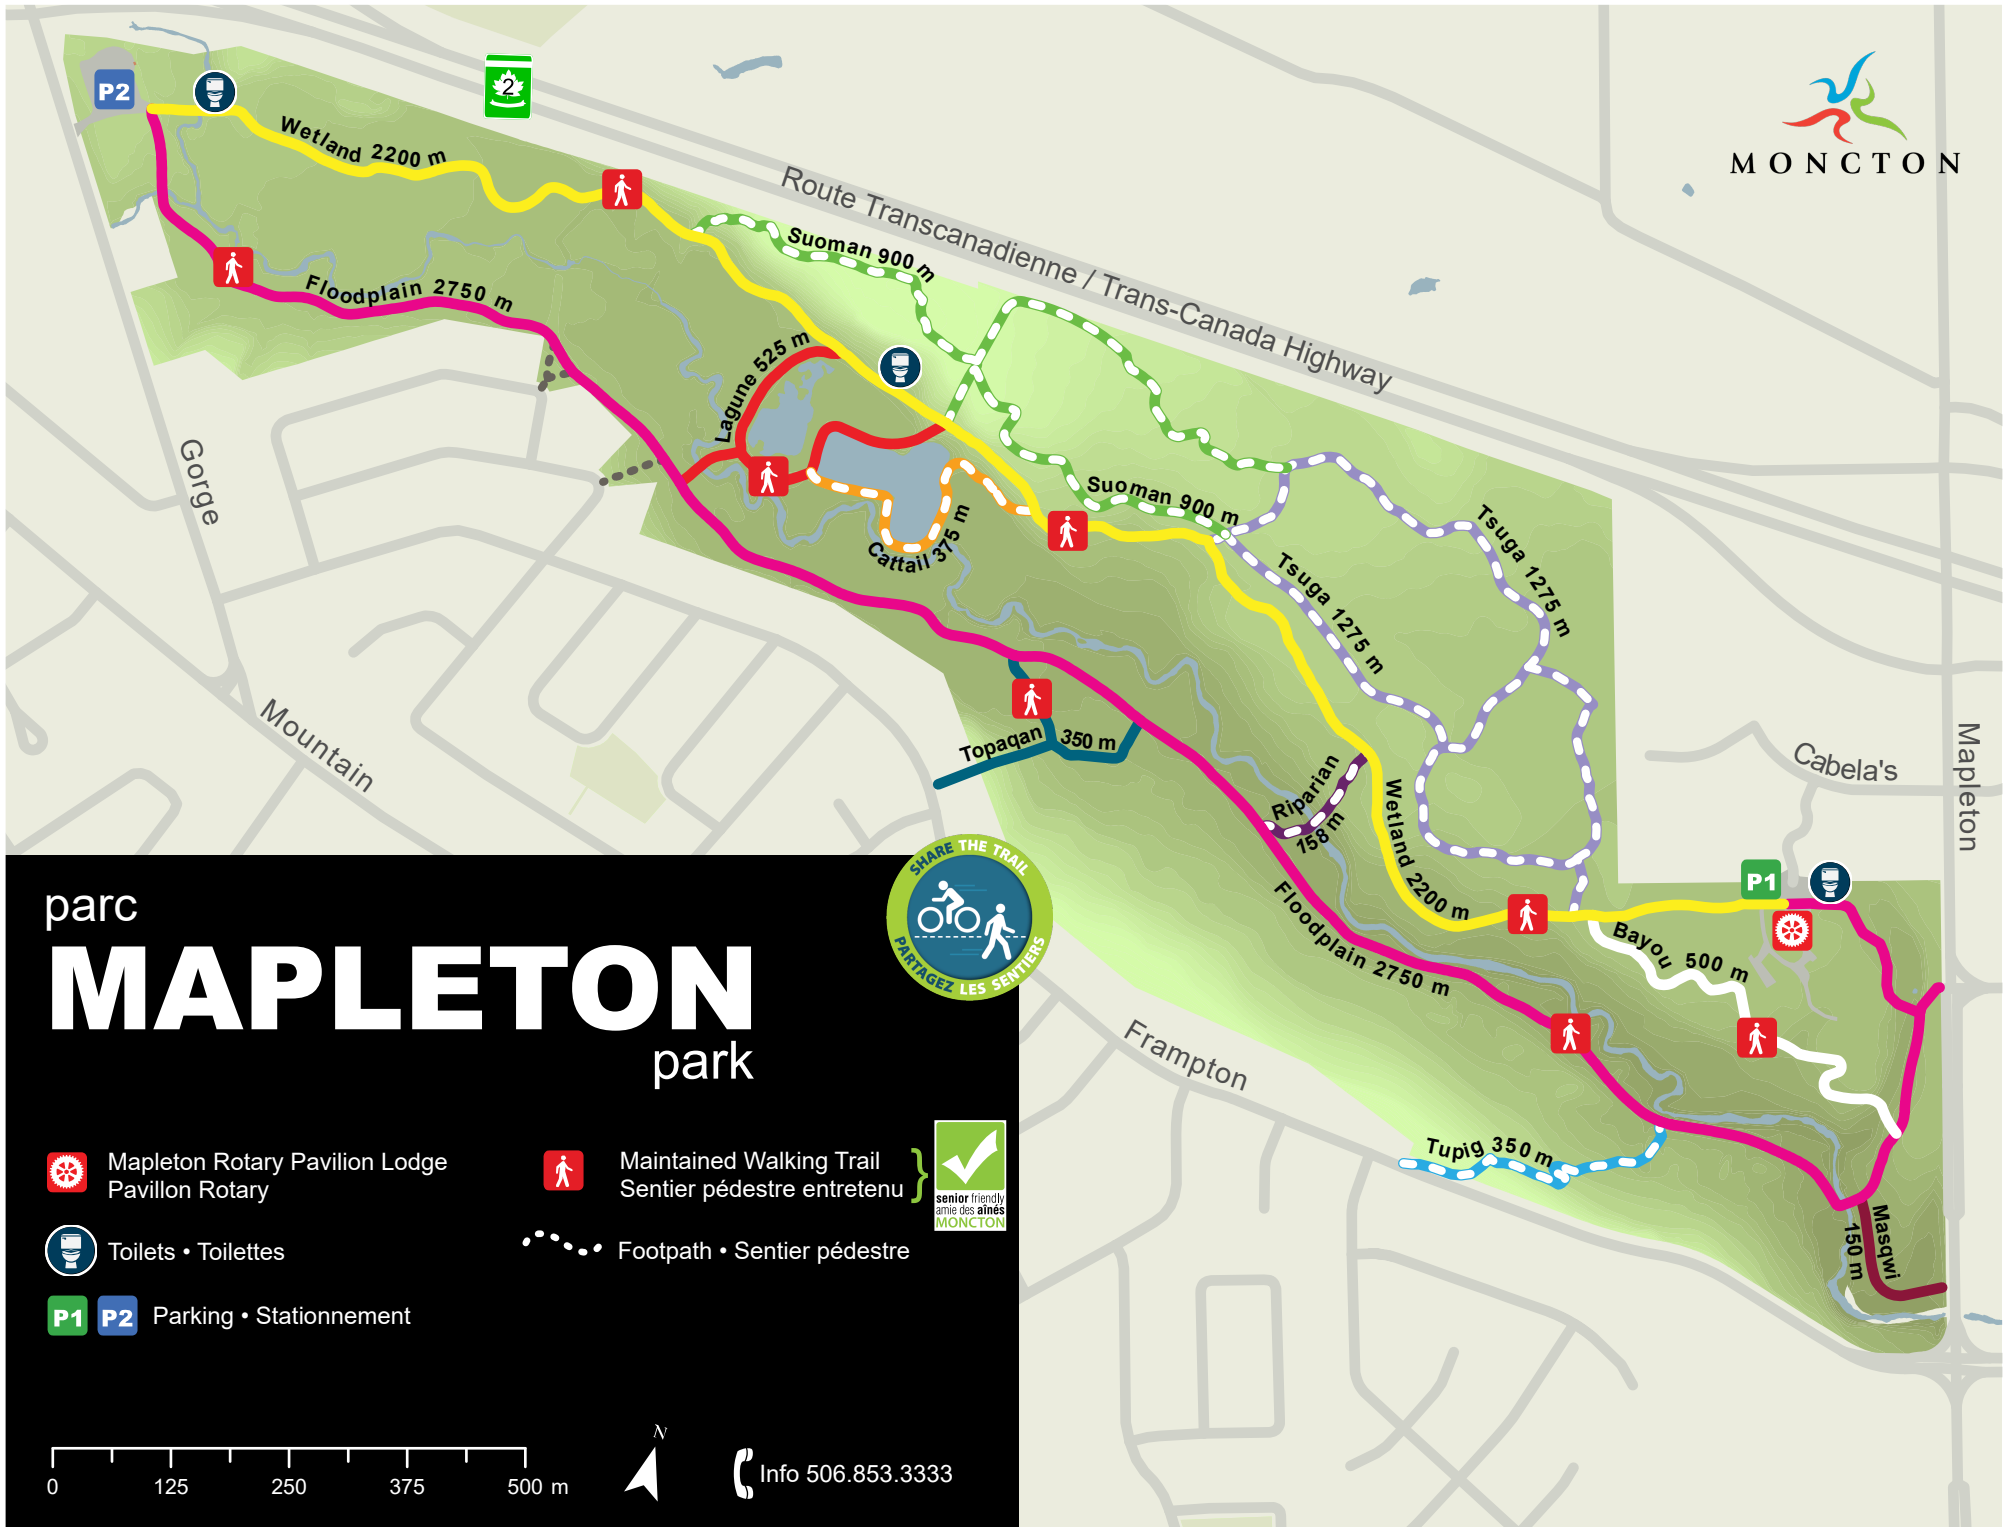 P2
2
Wetland 2200 m
MONCTON
Route Transcanadienne / Trans-Canada Highway
Suoman 900 m
Floodplain 2750 m
Lagune 525 m
Gorge
Suoman 900 m
Cattail 375 m
Tsuga 1275 m
Tsuga 1275 m
Mountain
Topaqan 350 m
Riparian
158 m
Cabela's
Mapleton
Wetland 2200 m
P1
Floodplain 2750 m
Bayou 500 m
Frampton
Tupig 350 m
Masqwi
150 m
SHARE THE TRAIL
PARTAGEZ LES SENTIERS
parc
MAPLETON
park
Mapleton Rotary Pavilion Lodge
Pavillon Rotary
Maintained Walking Trail
Sentier pédestre entretenu
senior friendly
amie des aînés
MONCTON
Toilets • Toilettes
Footpath • Sentier pédestre
P1 P2 Parking • Stationnement
N
0 125 250 375 500 m
Info 506.853.3333